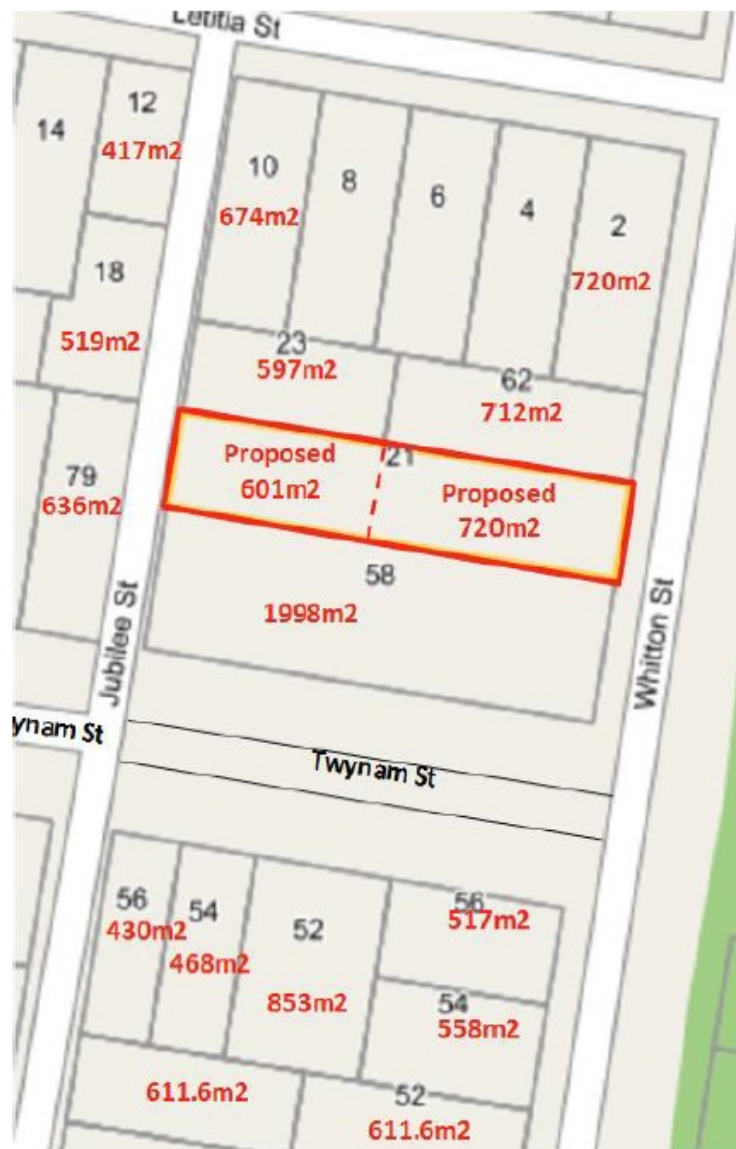 Letitia St
12
417m2
14
10
674m2
8
6
4
2
720m2
18
519m2
23
597m2
62
712m2
79
636m2
Proposed
601m2
21
Proposed
720m2
58
1998m2
Jubilee St
Whitton St
ynam St
Twynam St
56
430m2
54
468m2
52
853m2
56
517m2
54
558m2
611.6m2
52
611.6m2